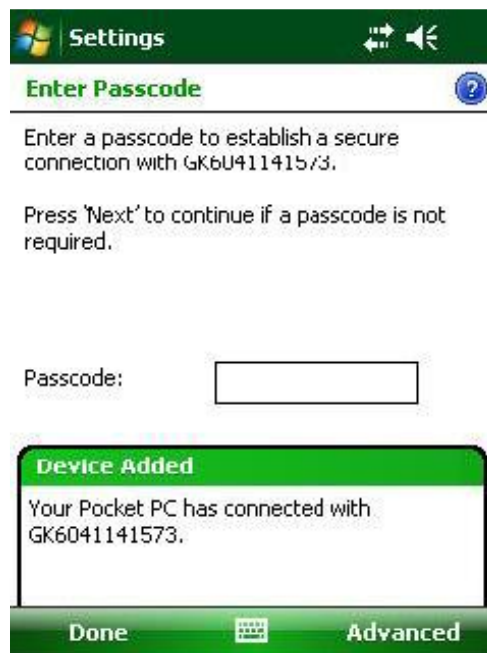 Settings
Enter Passcode
?
Enter a passcode to establish a secure
connection with GK6041141573.
Press 'Next' to continue if a passcode is not
required.
Passcode:
Device Added
Your Pocket PC has connected with
GK6041141573.
Done
Advanced